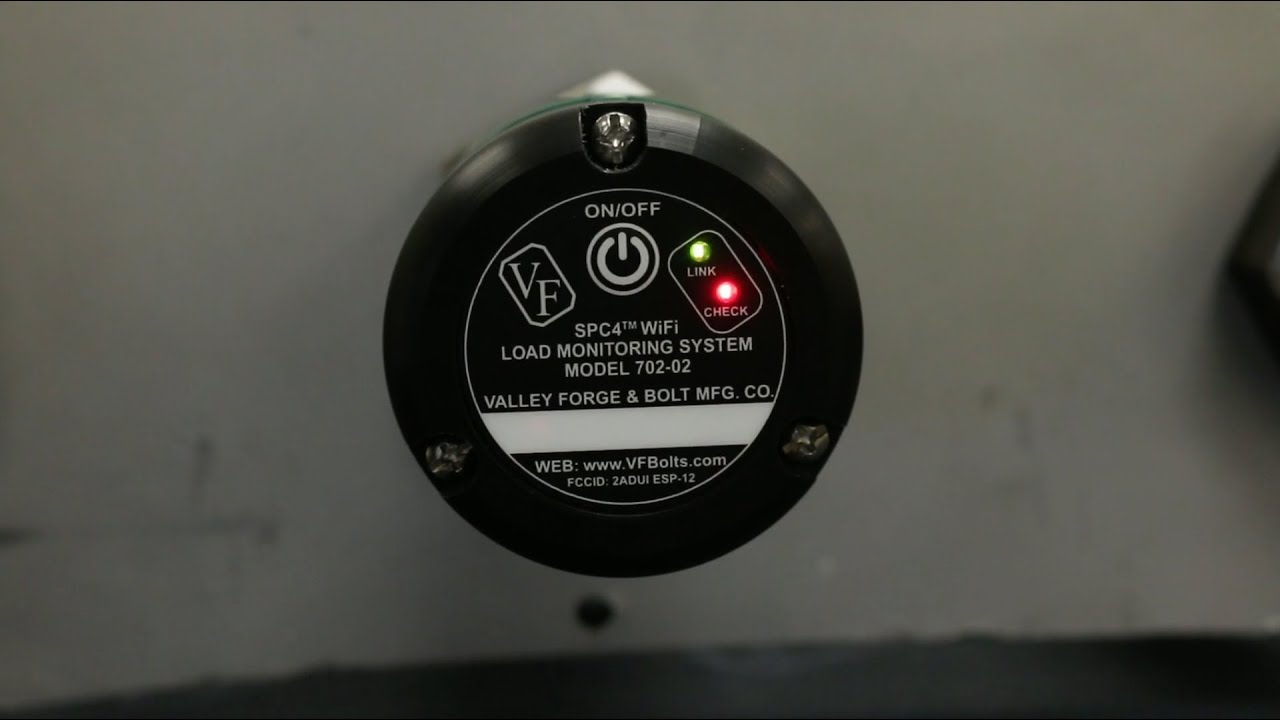 ON/OFF
VF
LINK
CHECK
SPC4™ WiFi
LOAD MONITORING SYSTEM
MODEL 702-02
VALLEY FORGE & BOLT MFG. CO.
WEB: www.VFBolts.com
FCCID: 2ADUI ESP-12